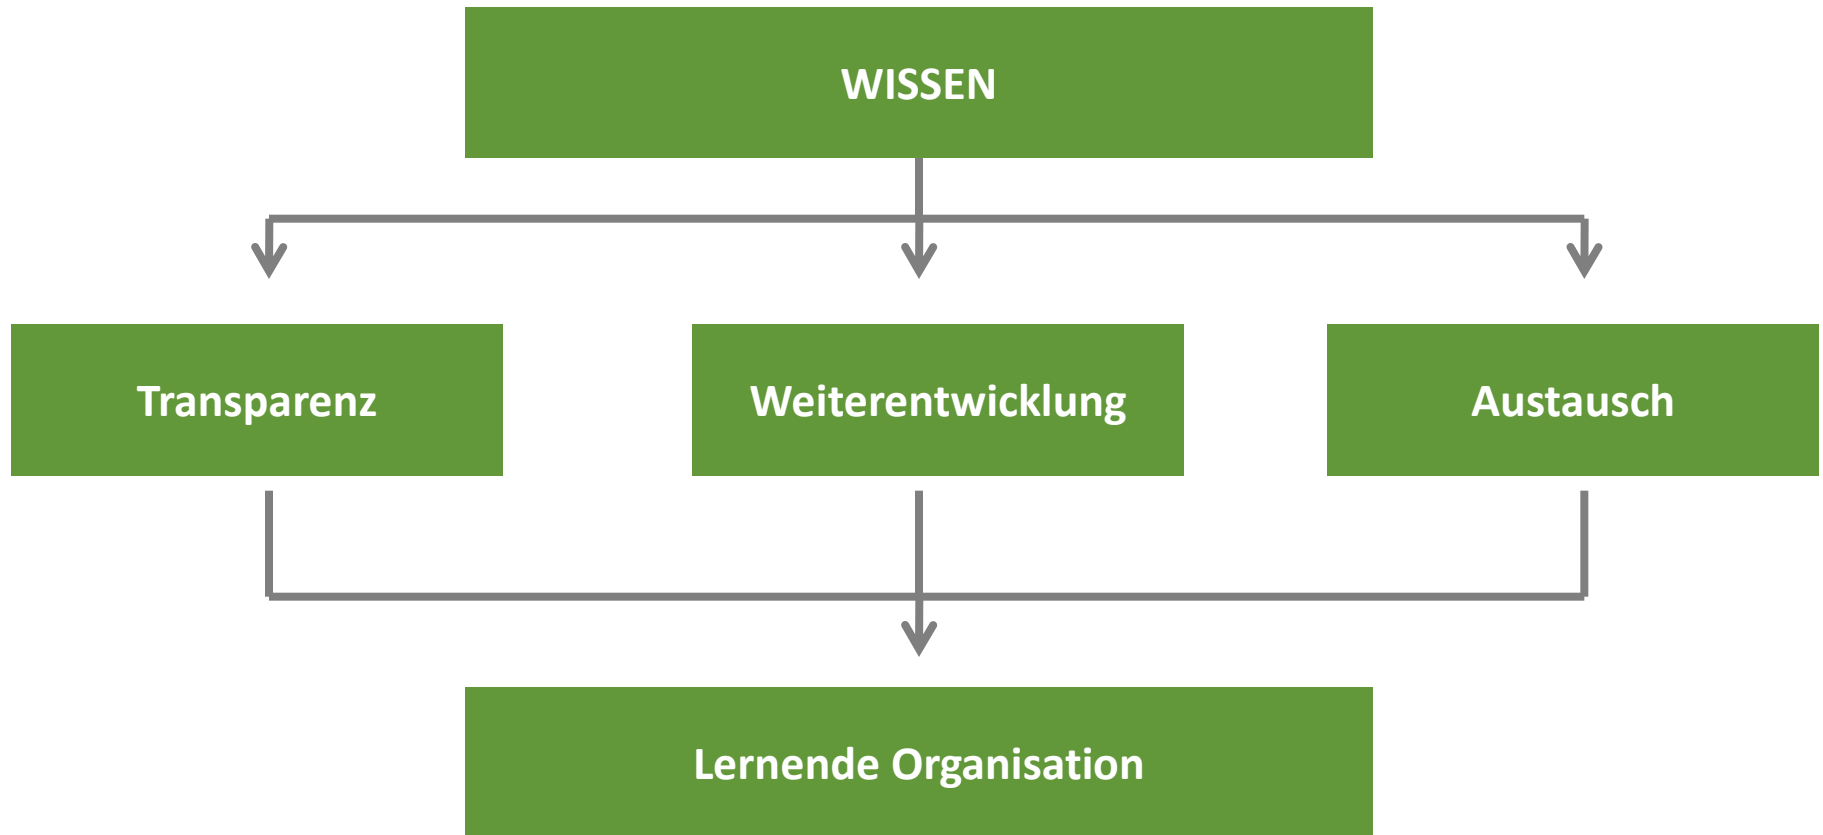 WISSEN
Transparenz
Weiterentwicklung
Austausch
Lernende Organisation